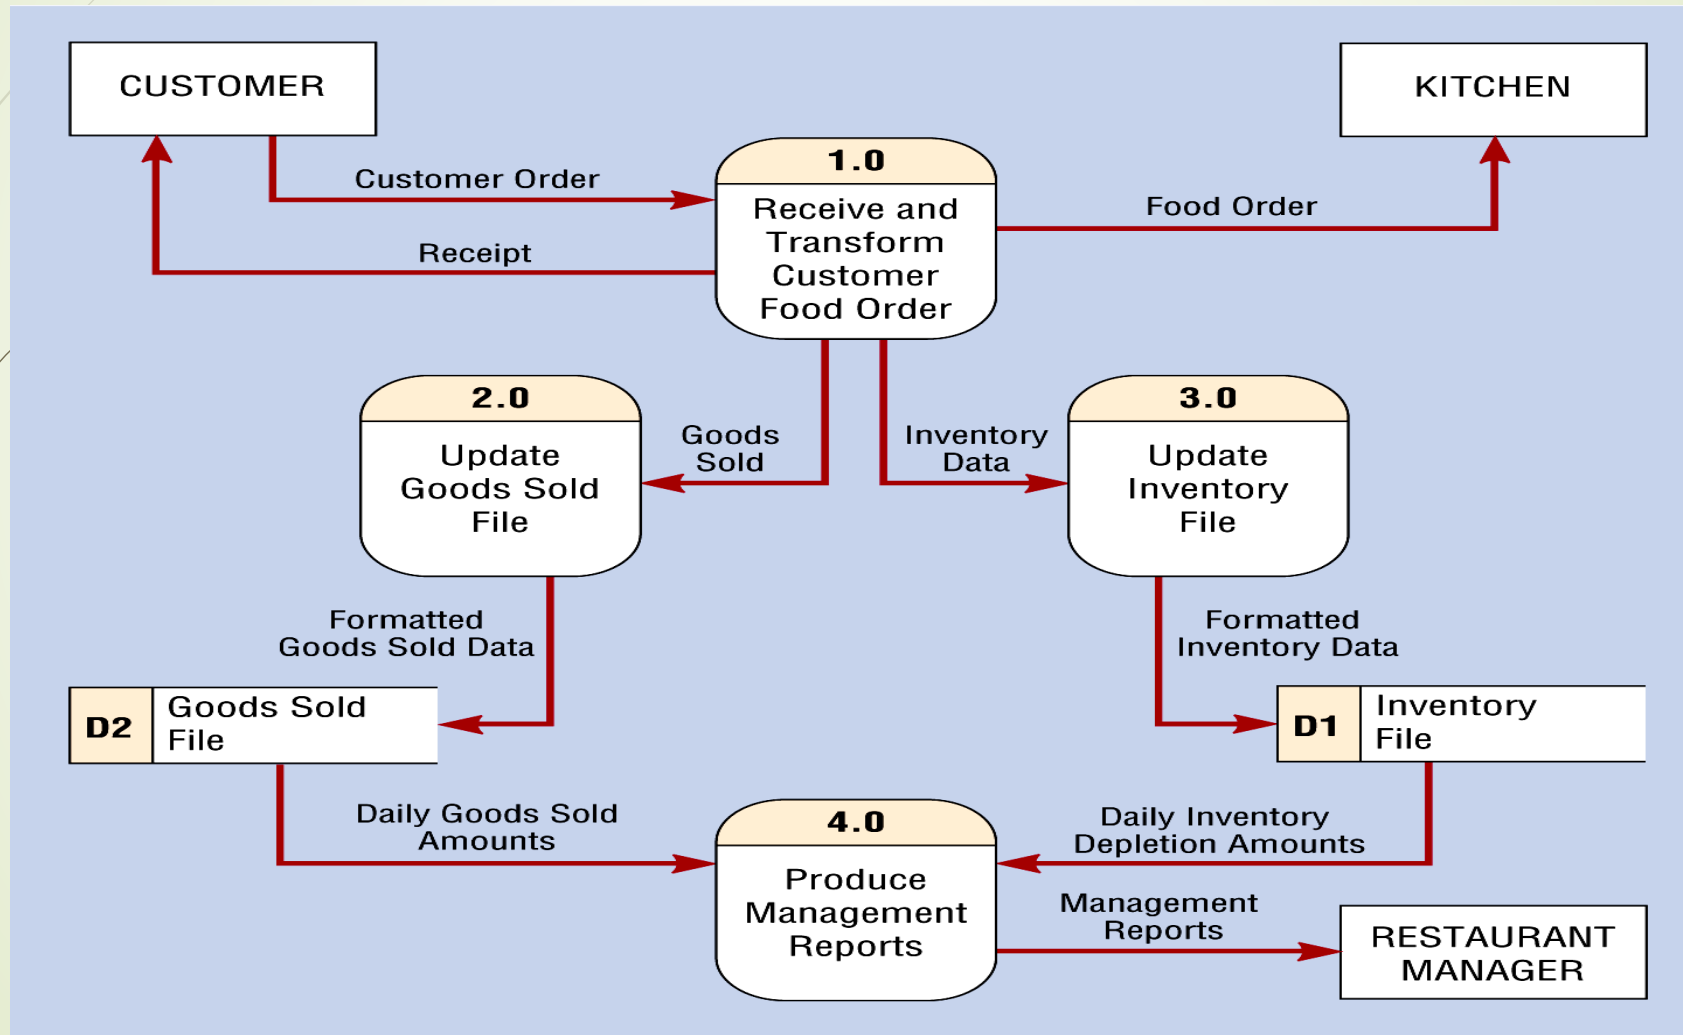 CUSTOMER
KITCHEN
1.0
Receive and
Transform
Customer
Food Order
Customer Order
Receipt
Food Order
2.0
Update
Goods Sold
File
Goods
Sold
Inventory
Data
3.0
Update
Inventory
File
Formatted
Goods Sold Data
Formatted
Inventory Data
D2
Goods Sold
File
D1
Inventory
File
Daily Goods Sold
Amounts
4.0
Produce
Management
Reports
Daily Inventory
Depletion Amounts
Management
Reports
RESTAURANT
MANAGER